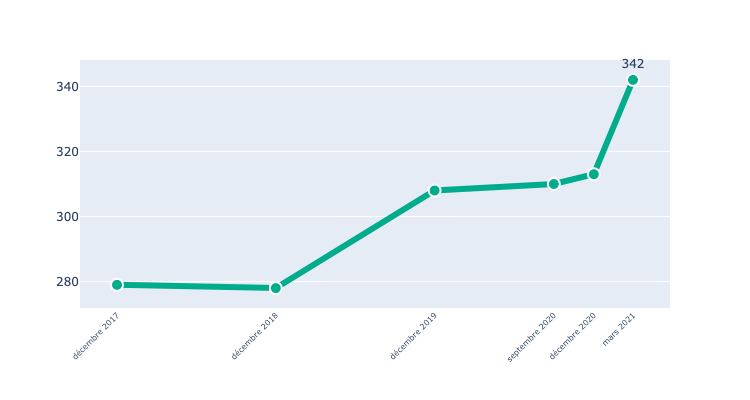 342
340
320
300
280
décembre 2017
décembre 2018
décembre 2019
septembre 2020
décembre 2020
mars 2021